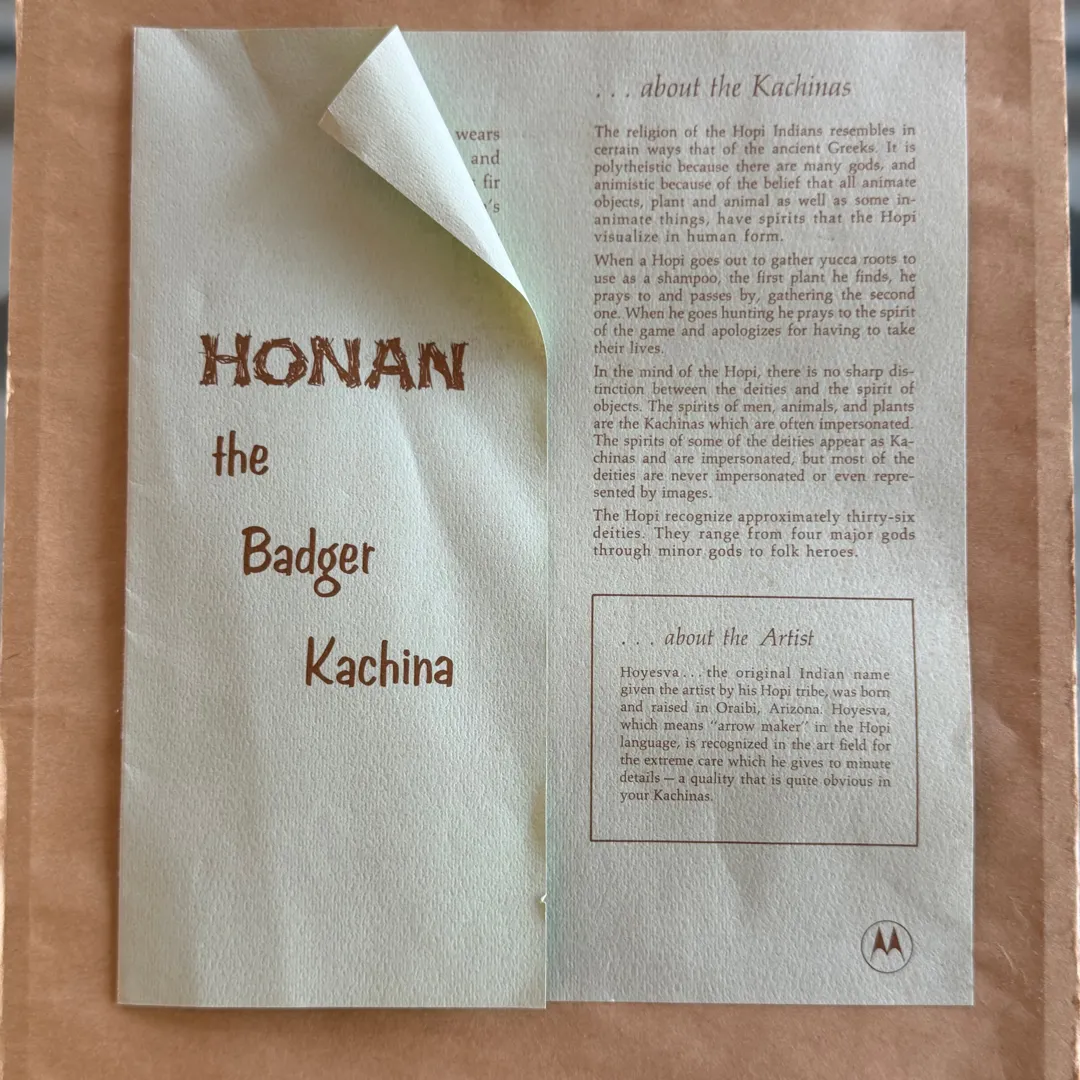 wears
and
fir
's
HONAN
the
Badger
Kachina
. . . about the Kachinas
The religion of the Hopi Indians resembles in
certain ways that of the ancient Greeks. It is
polytheistic because there are many gods, and
animistic because of the belief that all animate
objects, plant and animal as well as some in-
animate things, have spirits that the Hopi
visualize in human form.
When a Hopi goes out to gather yucca roots to
use as a shampoo, the first plant he finds, he
prays to and passes by, gathering the second
one. When he goes hunting he prays to the spirit
of the game and apologizes for having to take
their lives.
In the mind of the Hopi, there is no sharp dis-
tinction between the deities and the spirit of
objects. The spirits of men, animals, and plants
are the Kachinas which are often impersonated.
The spirits of some of the deities appear as Ka-
chinas and are impersonated, but most of the
deities are never impersonated or even repre-
sented by images.
The Hopi recognize approximately thirty-six
deities. They range from four major gods
through minor gods to folk heroes.
. . . about the Artist
Hoyesva . . . the original Indian name
given the artist by his Hopi tribe, was born
and raised in Oraibi, Arizona. Hoyesva,
which means "arrow maker" in the Hopi
language, is recognized in the art field for
the extreme care which he gives to minute
details — a quality that is quite obvious in
your Kachinas.